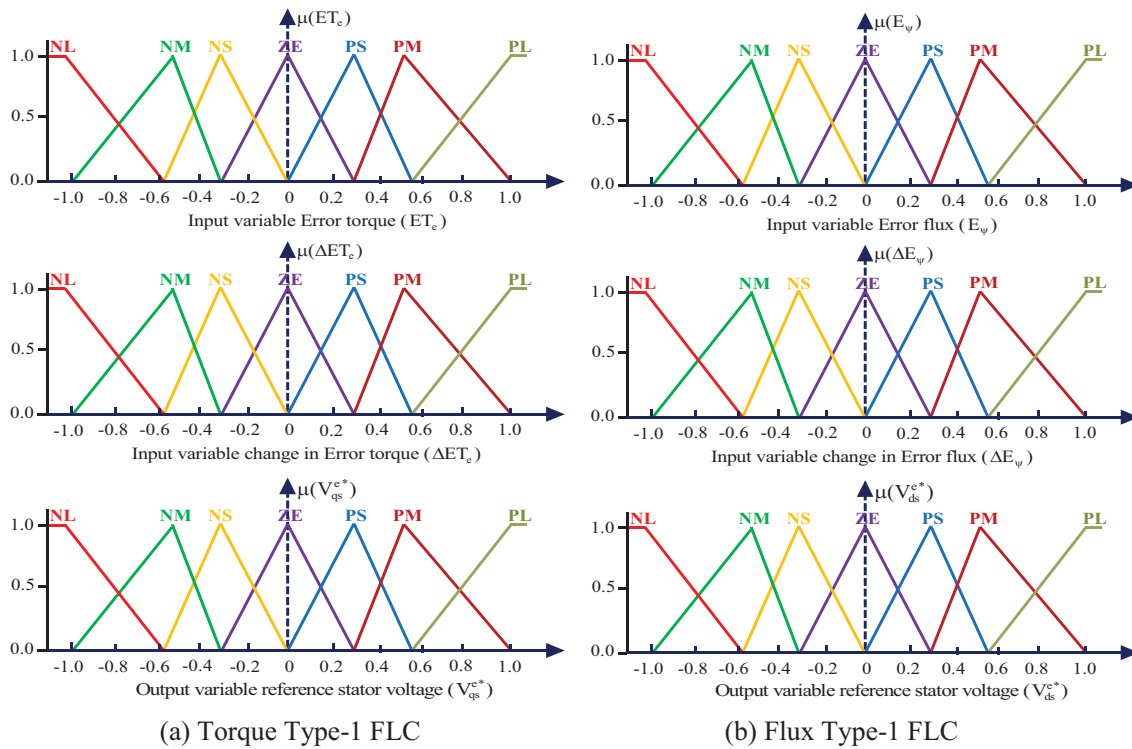 μ(ETₑ)
NL NM NS ZE PS PM PL
1.0
0.5
0.0
-1.0 -0.8 -0.6 -0.4 -0.2 0 0.2 0.4 0.6 0.8 1.0
Input variable Error torque (ETₑ)
μ(ΔETₑ)
NL NM NS ZE PS PM PL
1.0
0.5
0.0
-1.0 -0.8 -0.6 -0.4 -0.2 0 0.2 0.4 0.6 0.8 1.0
Input variable change in Error torque (ΔETₑ)
μ(V_qs^e*)
NL NM NS ZE PS PM PL
1.0
0.5
0.0
-1.0 -0.8 -0.6 -0.4 -0.2 0 0.2 0.4 0.6 0.8 1.0
Output variable reference stator voltage (V_qs^e*)
(a) Torque Type-1 FLC
μ(E_ψ)
NL NM NS ZE PS PM PL
1.0
0.5
0.0
-1.0 -0.8 -0.6 -0.4 -0.2 0 0.2 0.4 0.6 0.8 1.0
Input variable Error flux (E_ψ)
μ(ΔE_ψ)
NL NM NS ZE PS PM PL
1.0
0.5
0.0
-1.0 -0.8 -0.6 -0.4 -0.2 0 0.2 0.4 0.6 0.8 1.0
Input variable change in Error flux (ΔE_ψ)
μ(V_ds^e*)
NL NM NS ZE PS PM PL
1.0
0.5
0.0
-1.0 -0.8 -0.6 -0.4 -0.2 0 0.2 0.4 0.6 0.8 1.0
Output variable reference stator voltage (V_ds^e*)
(b) Flux Type-1 FLC